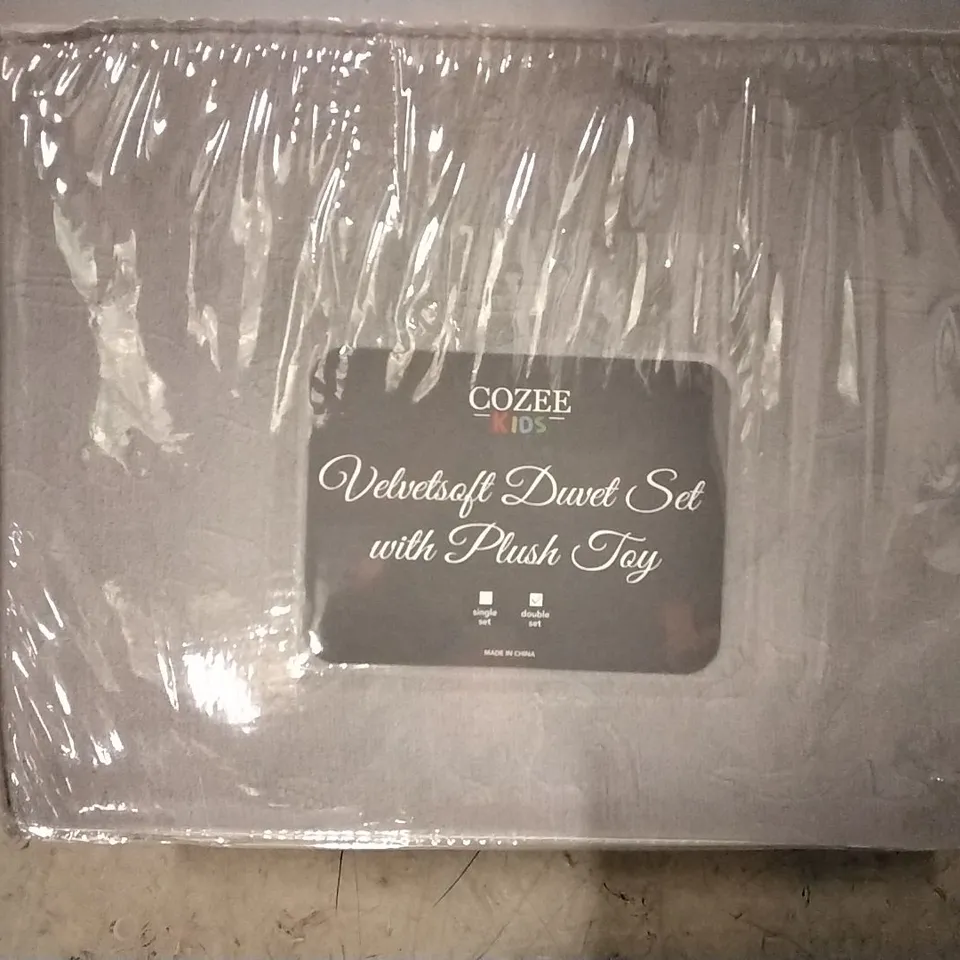 COZEE
KIDS
Velvetsoft Duvet Set
with Plush Toy
single double
set set
MADE IN CHINA